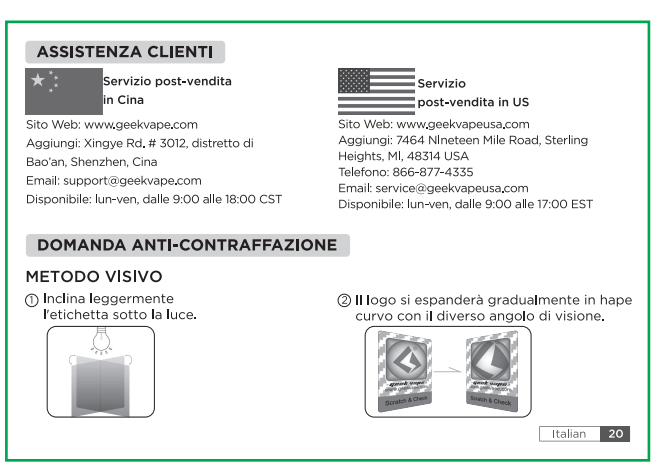 ASSISTENZA CLIENTI
Servizio post-vendita
in Cina
Sito Web: www.geekvape.com
Aggiungi: Xingye Rd. # 3012, distretto di
Bao'an, Shenzhen, Cina
Email: support@geekvape.com
Disponibile: lun-ven, dalle 9:00 alle 18:00 CST
Servizio
post-vendita in US
Sito Web: www.geekvapeusa.com
Aggiungi: 7464 NIneteen Mile Road, Sterling
Heights, MI, 48314 USA
Telefono: 866-877-4335
Email: service@geekvapeusa.com
Disponibile: lun-ven, dalle 9:00 alle 17:00 EST
DOMANDA ANTI-CONTRAFFAZIONE
METODO VISIVO
① Inclina leggermente
l'etichetta sotto la luce.
② Il logo si espanderà gradualmente in hape
curvo con il diverso angolo di visione.
geek vape
Scratch & Check
geek vape
Scratch & Check
Italian 20